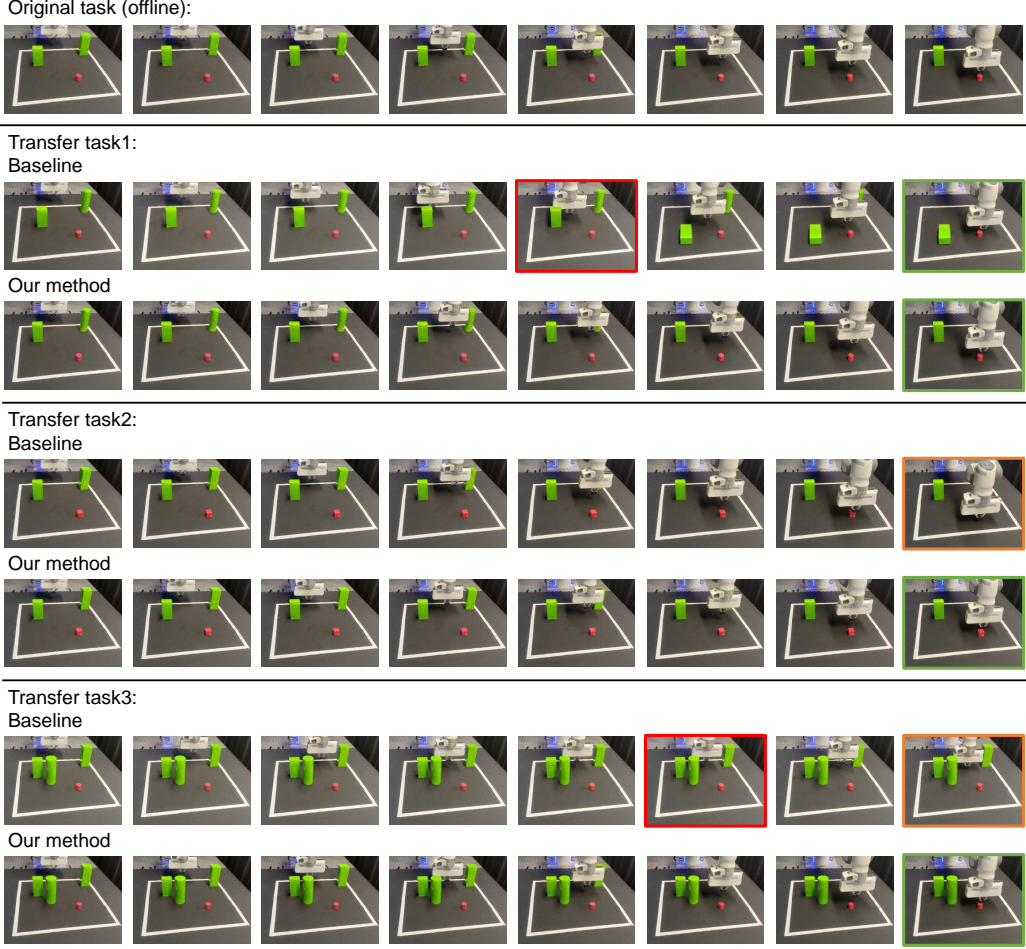 Original task (offline):
Transfer task1:
Baseline
Our method
Transfer task2:
Baseline
Our method
Transfer task3:
Baseline
Our method